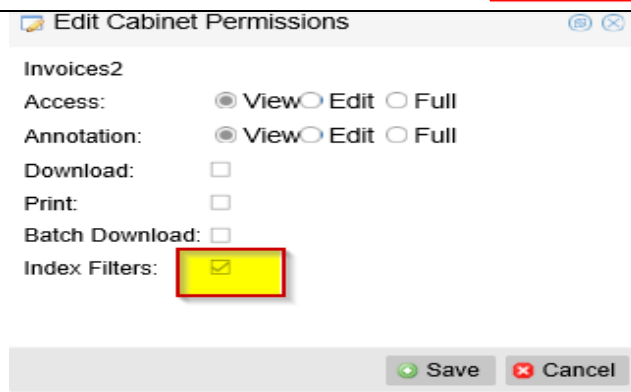 Edit Cabinet Permissions
Invoices2
Access: View Edit Full
Annotation: View Edit Full
Download:
Print:
Batch Download:
Index Filters:
Save Cancel